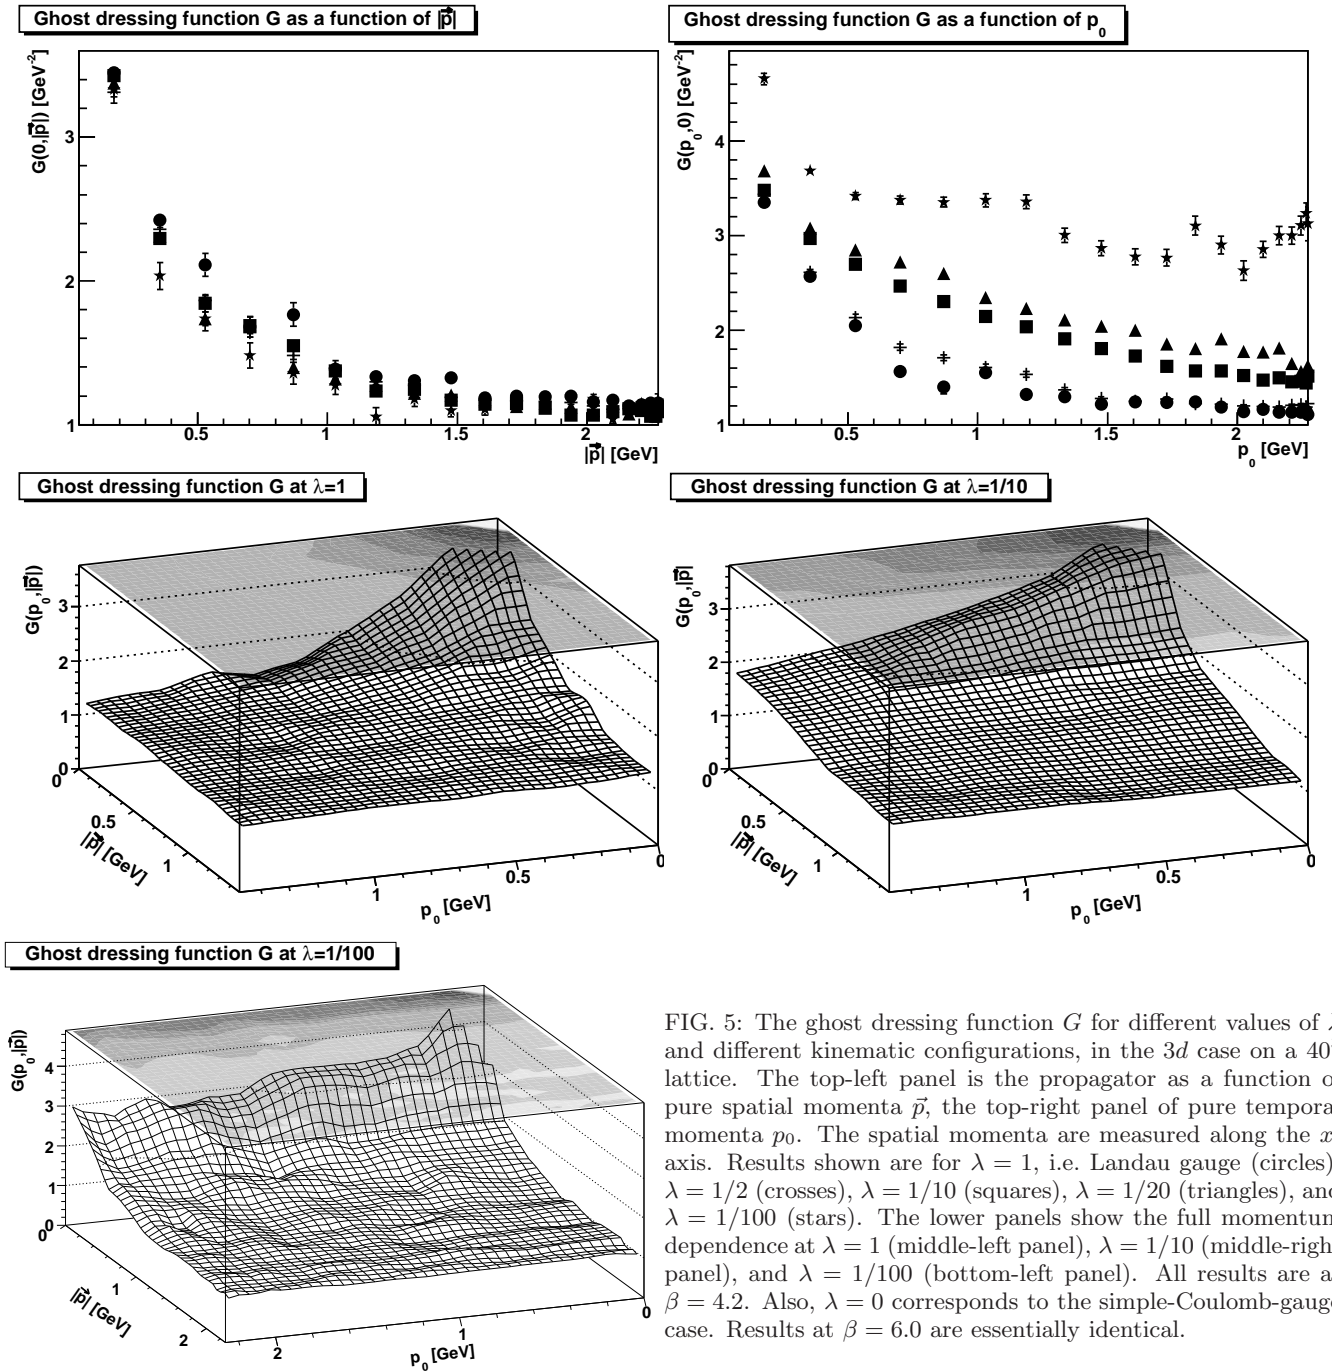 Ghost dressing function G as a function of |p⃗|
G(0,|p⃗|) [GeV⁻²]
3
2
1
0.5 1 1.5 2
|p⃗| [GeV]
Ghost dressing function G as a function of p₀
G(p₀,0) [GeV⁻²]
4
3
2
1
0.5 1 1.5 2
p₀ [GeV]
Ghost dressing function G at λ=1
G(p₀,|p⃗|)
3
2
1
0
0
0.5
1
|p⃗| [GeV]
1
0.5
0
p₀ [GeV]
Ghost dressing function G at λ=1/10
G(p₀,|p⃗|
3
2
1
0
0
0.5
1
|p⃗| [GeV]
1
0.5
0
p₀ [GeV]
Ghost dressing function G at λ=1/100
G(p₀,|p⃗|)
4
3
2
1
0
0
1
2
|p⃗| [GeV]
2
1
0
p₀ [GeV]
FIG. 5: The ghost dressing function G for different values of
and different kinematic configurations, in the 3d case on a 40
lattice. The top-left panel is the propagator as a function o
pure spatial momenta p⃗, the top-right panel of pure tempora
momenta p₀. The spatial momenta are measured along the x
axis. Results shown are for λ = 1, i.e. Landau gauge (circles)
λ = 1/2 (crosses), λ = 1/10 (squares), λ = 1/20 (triangles), and
λ = 1/100 (stars). The lower panels show the full momentum
dependence at λ = 1 (middle-left panel), λ = 1/10 (middle-righ
panel), and λ = 1/100 (bottom-left panel). All results are a
β = 4.2. Also, λ = 0 corresponds to the simple-Coulomb-gauge
case. Results at β = 6.0 are essentially identical.